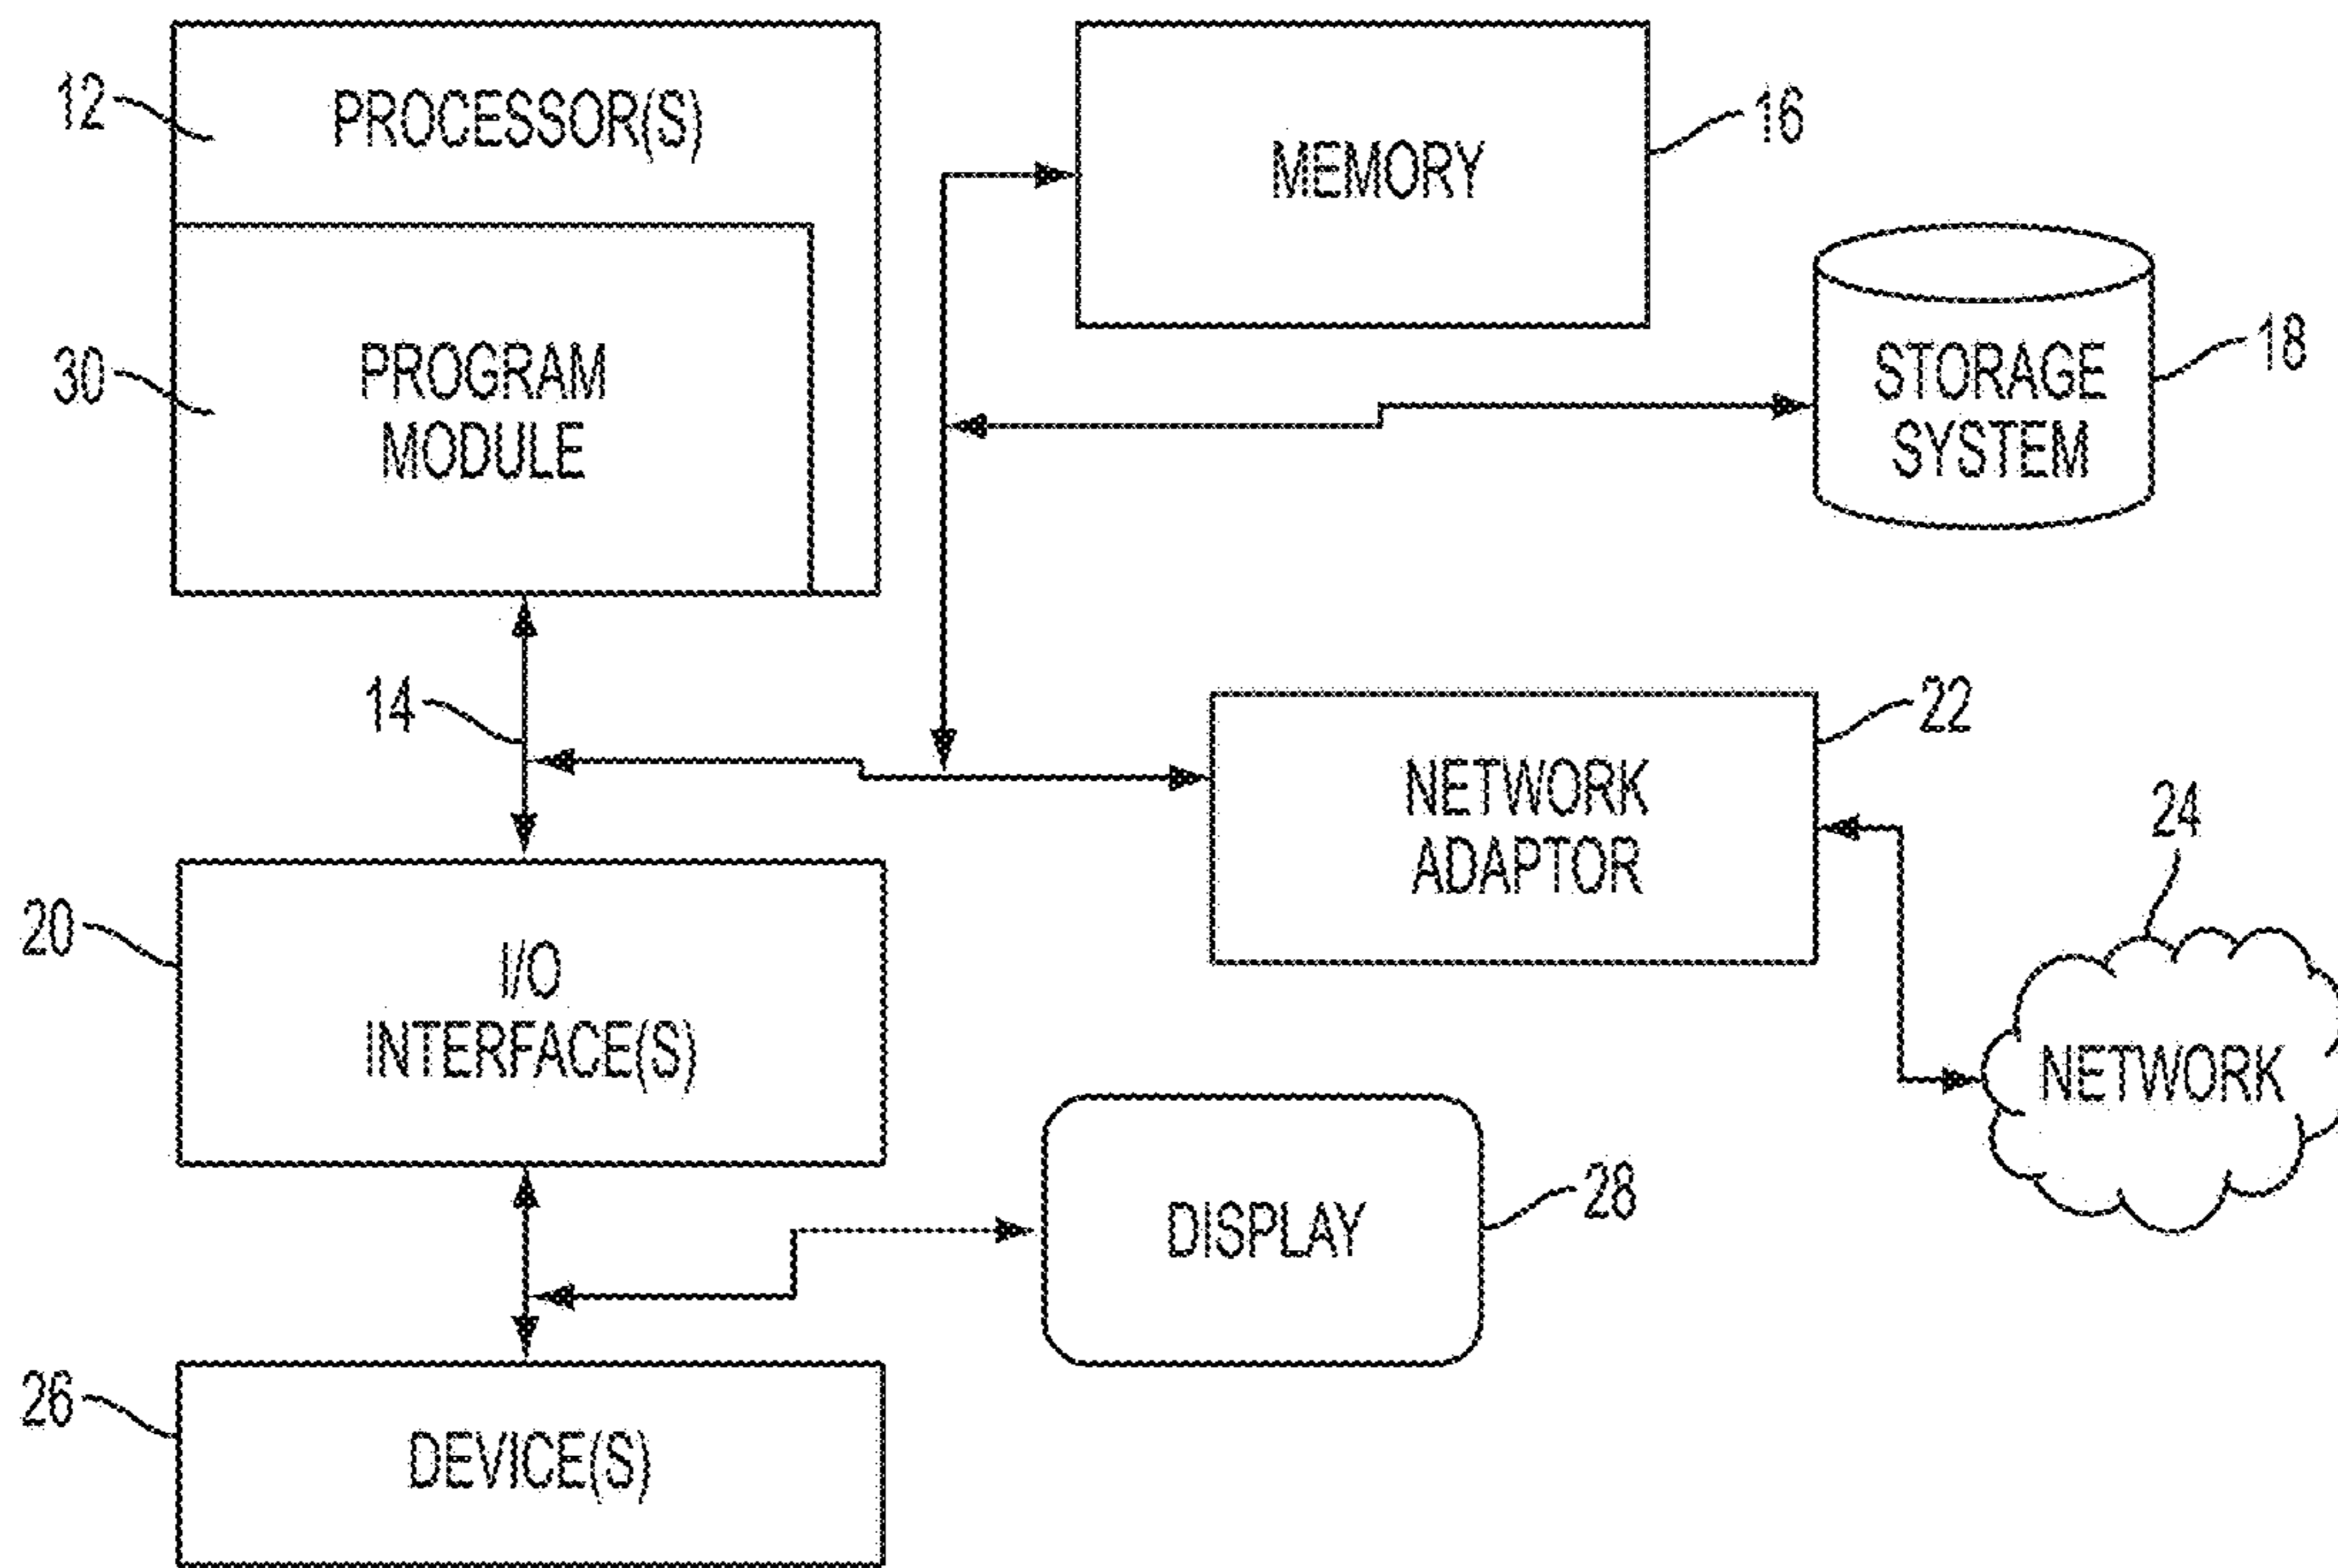 12
PROCESSOR(S)
MEMORY
16
30
PROGRAM
MODULE
STORAGE
SYSTEM
18
14
22
NETWORK
ADAPTOR
24
20
I/O
INTERFACE(S)
NETWORK
DISPLAY
28
26
DEVICE(S)